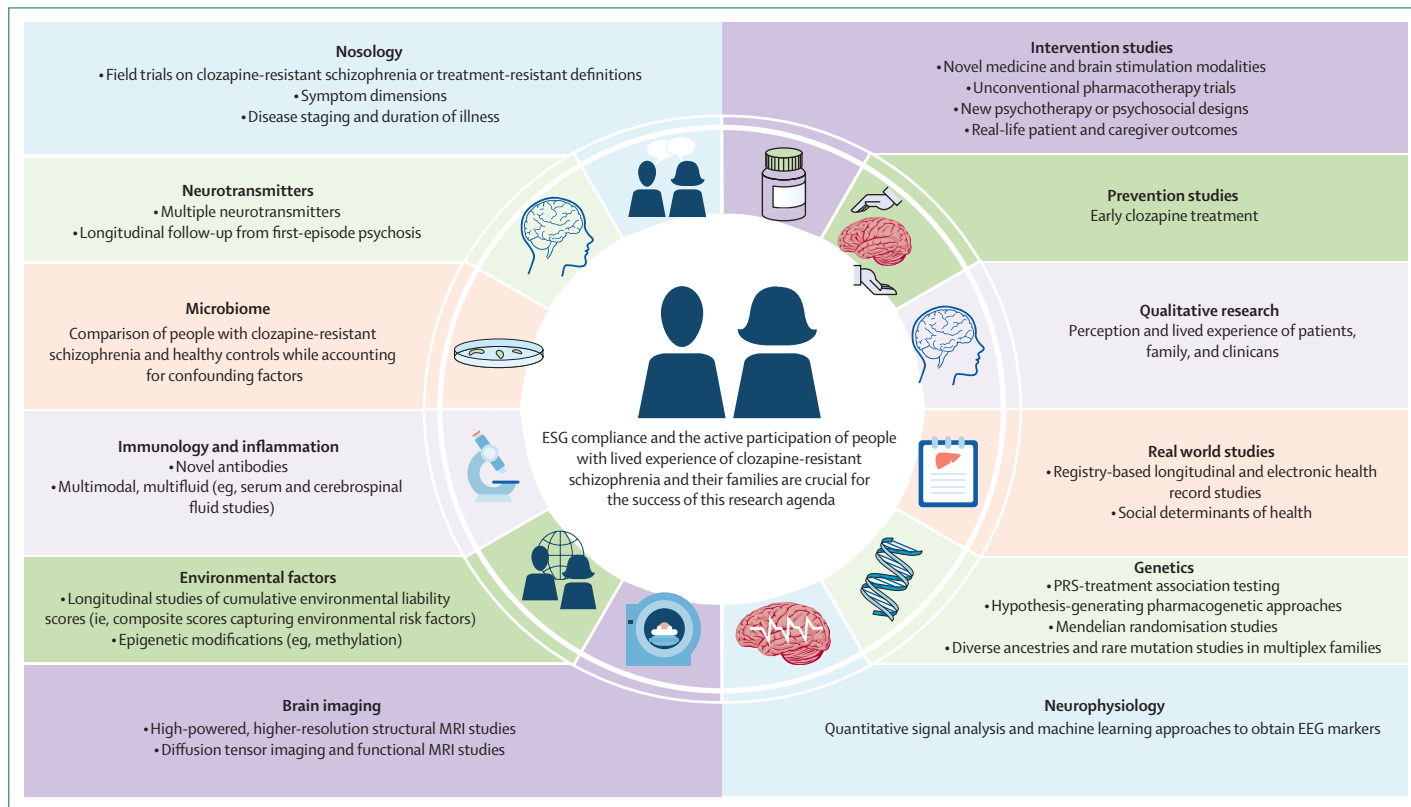 Nosology
• Field trials on clozapine-resistant schizophrenia or treatment-resistant definitions
• Symptom dimensions
• Disease staging and duration of illness
Neurotransmitters
• Multiple neurotransmitters
• Longitudinal follow-up from first-episode psychosis
Microbiome
Comparison of people with clozapine-resistant
schizophrenia and healthy controls while accounting
for confounding factors
Immunology and inflammation
• Novel antibodies
• Multimodal, multifluid (eg, serum and cerebrospinal
fluid studies)
Environmental factors
• Longitudinal studies of cumulative environmental liability
scores (ie, composite scores capturing environmental risk factors)
• Epigenetic modifications (eg, methylation)
Brain imaging
• High-powered, higher-resolution structural MRI studies
• Diffusion tensor imaging and functional MRI studies
ESG compliance and the active participation of people
with lived experience of clozapine-resistant
schizophrenia and their families are crucial for
the success of this research agenda
Intervention studies
• Novel medicine and brain stimulation modalities
• Unconventional pharmacotherapy trials
• New psychotherapy or psychosocial designs
• Real-life patient and caregiver outcomes
Prevention studies
Early clozapine treatment
Qualitative research
Perception and lived experience of patients,
family, and clinicans
Real world studies
• Registry-based longitudinal and electronic health
record studies
• Social determinants of health
Genetics
• PRS-treatment association testing
• Hypothesis-generating pharmacogenetic approaches
• Mendelian randomisation studies
• Diverse ancestries and rare mutation studies in multiplex families
Neurophysiology
Quantitative signal analysis and machine learning approaches to obtain EEG markers